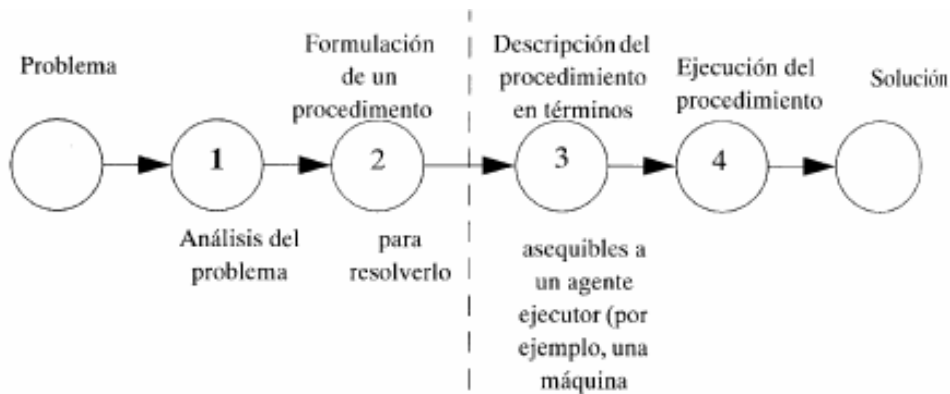 Problema
1
Análisis del
problema
Formulación
de un
procedimento
2
para
resolverlo
Descripción del
procedimiento
en términos
3
asequibles a
un agente
ejecutor (por
ejemplo, una
máquina
Ejecución del
procedimiento
4
Solución